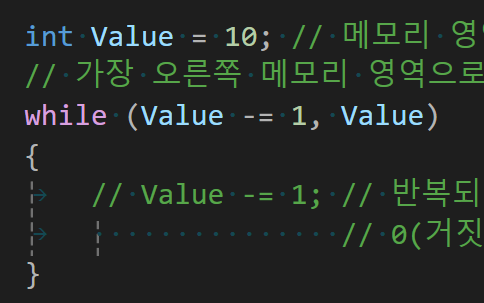 int Value = 10; // 메모리 영
// 가장 오른쪽 메모리 영역으로
while (Value -= 1, Value)
{
// Value -= 1; // 반복되
// 0(거짓
}